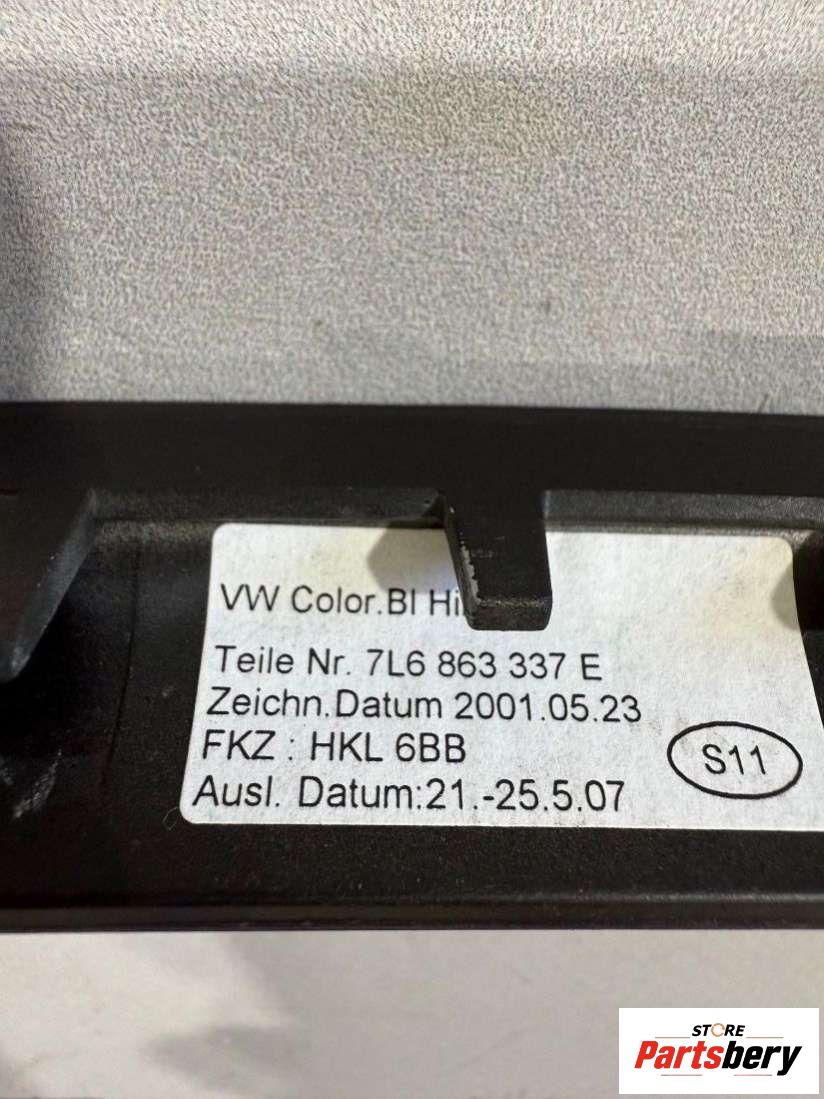 VW Color.Bl
Teile Nr. 7L6 863 337 E
Zeichn.Datum 2001.05.23
FKZ : HKL 6BB
S11
Ausl. Datum:21.-25.5.07
STORE
Partsbery